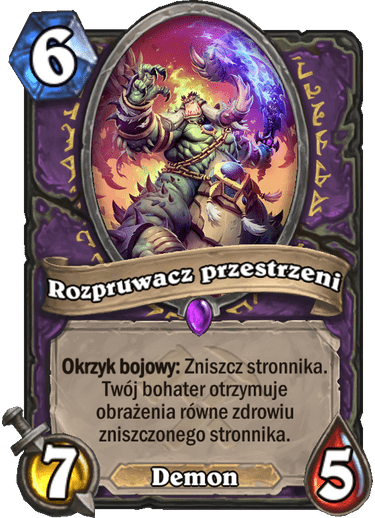 6
Rozpruwacz przestrzeni
Okrzyk bojowy: Zniszcz stronnika.
Twój bohater otrzymuje
obrażenia równe zdrowiu
zniszczonego stronnika.
7
Demon
5